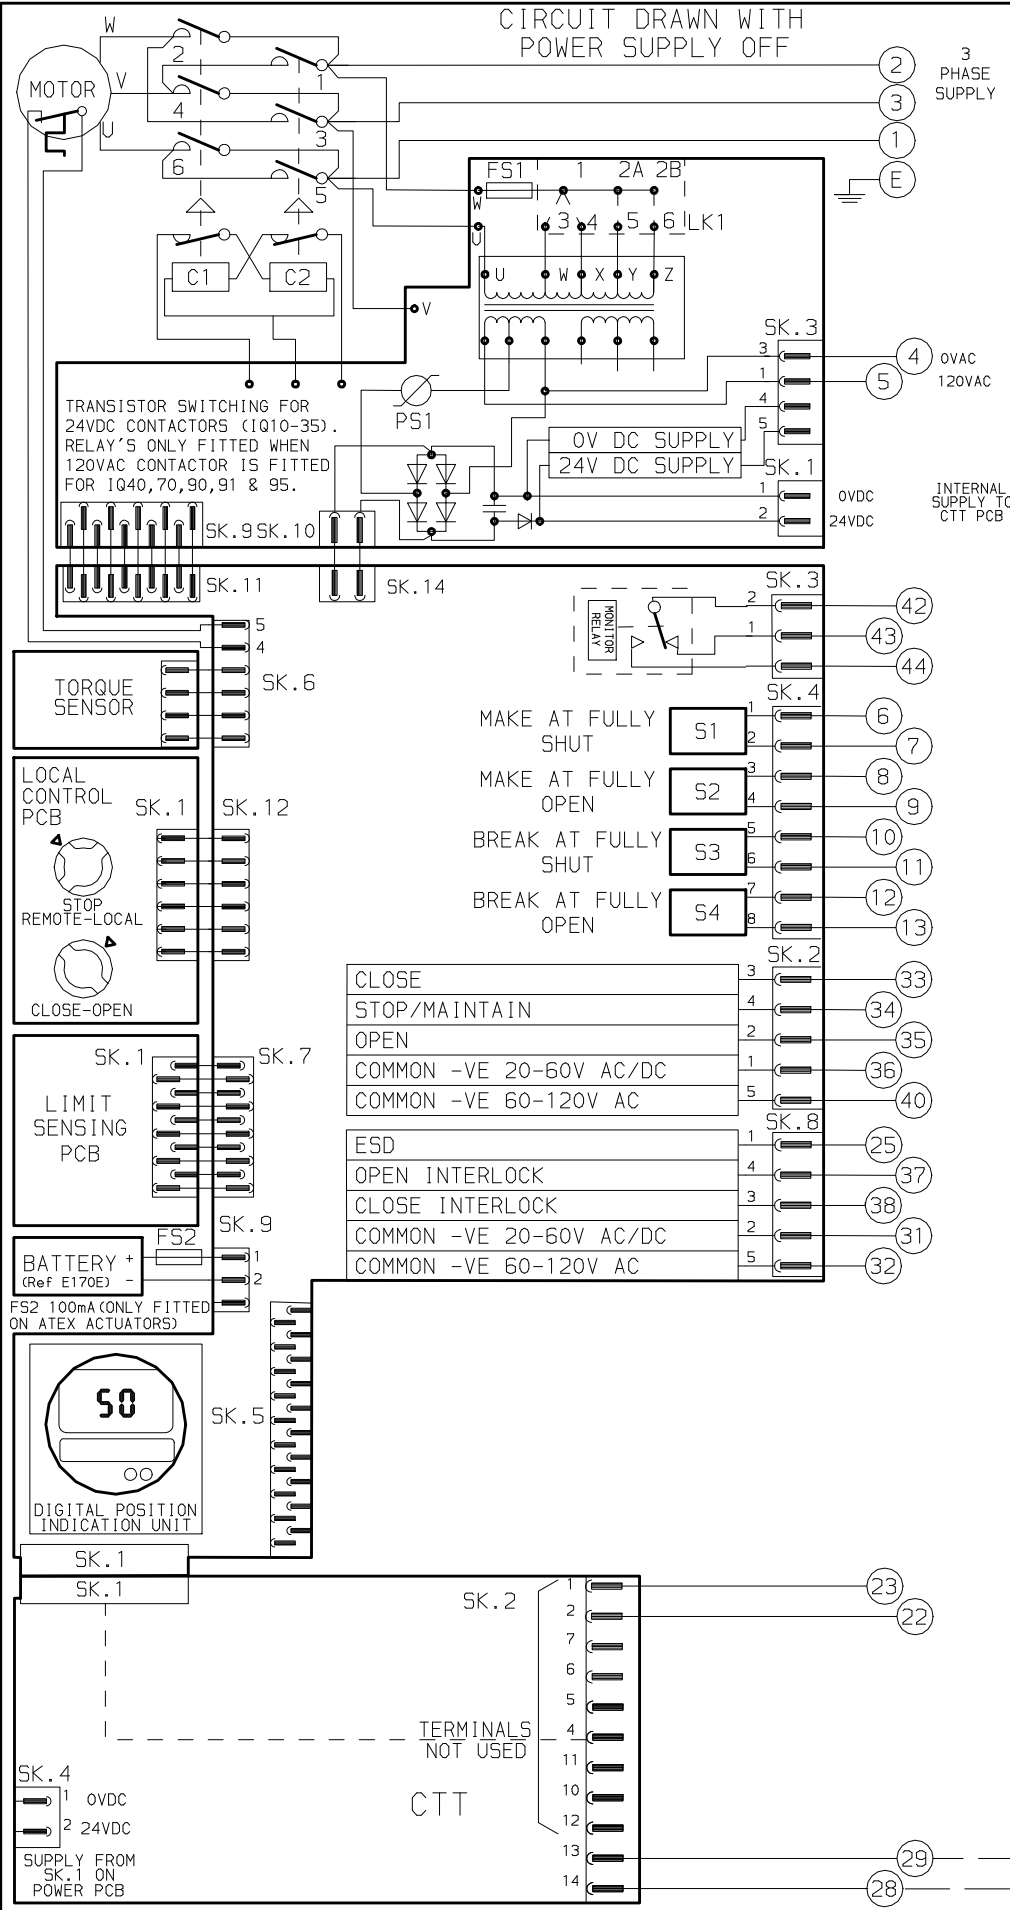 CIRCUIT DRAWN WITH
POWER SUPPLY OFF
W
V
U
MOTOR
2
1
4
3
6
5
2
3
1
E
3
PHASE
SUPPLY
C1
C2
FS1
1
2A
2B
W
U
3
4
5
6
LK1
U
W
X
Y
Z
V
PS1
SK.3
3
1
4
5
4
0VAC
5
120VAC
TRANSISTOR SWITCHING FOR
24VDC CONTACTORS (IQ10-35).
RELAY'S ONLY FITTED WHEN
120VAC CONTACTOR IS FITTED
FOR IQ40,70,90,91 & 95.
0V DC SUPPLY
24V DC SUPPLY
SK.1
1
0VDC
2
24VDC
INTERNAL
SUPPLY TO
CTT PCB
SK.9
SK.10
SK.11
SK.14
MONITOR
RELAY
SK.3
2
1
42
43
44
5
4
SK.6
TORQUE
SENSOR
SK.4
MAKE AT FULLY
SHUT
S1
1
2
6
7
MAKE AT FULLY
OPEN
S2
3
4
8
9
BREAK AT FULLY
SHUT
S3
5
6
10
11
BREAK AT FULLY
OPEN
S4
7
8
12
13
LOCAL
CONTROL
PCB
SK.1
SK.12
STOP
REMOTE-LOCAL
CLOSE-OPEN
SK.2
CLOSE 3 33
STOP/MAINTAIN 4 34
OPEN 2 35
COMMON -VE 20-60V AC/DC 1 36
COMMON -VE 60-120V AC 5 40
SK.8
ESD 1 25
OPEN INTERLOCK 4 37
CLOSE INTERLOCK 3 38
COMMON -VE 20-60V AC/DC 2 31
COMMON -VE 60-120V AC 5 32
SK.1
SK.7
LIMIT
SENSING
PCB
SK.9
FS2
BATTERY + 1
(Ref E170E) - 2
FS2 100mA(ONLY FITTED
ON ATEX ACTUATORS)
50
SK.5
DIGITAL POSITION
INDICATION UNIT
SK.1
SK.1
SK.2
1
2
7
6
5
4
11
10
12
13
14
23
22
29
28
TERMINALS
NOT USED
CTT
SK.4
1 0VDC
2 24VDC
SUPPLY FROM
SK.1 ON
POWER PCB